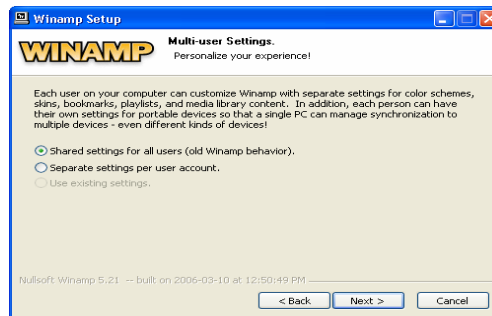 Winamp Setup
WINAMP
Multi-user Settings.
Personalize your experience!
Each user on your computer can customize Winamp with separate settings for color schemes,
skins, bookmarks, playlists, and media library content.  In addition, each person can have
their own settings for portable devices so that a single PC can manage synchronization to
multiple devices - even different kinds of devices!
Shared settings for all users (old Winamp behavior).
Separate settings per user account.
Use existing settings.
Nullsoft Winamp 5.21  -- built on 2006-03-10 at 12:50:49 PM
< Back
Next >
Cancel